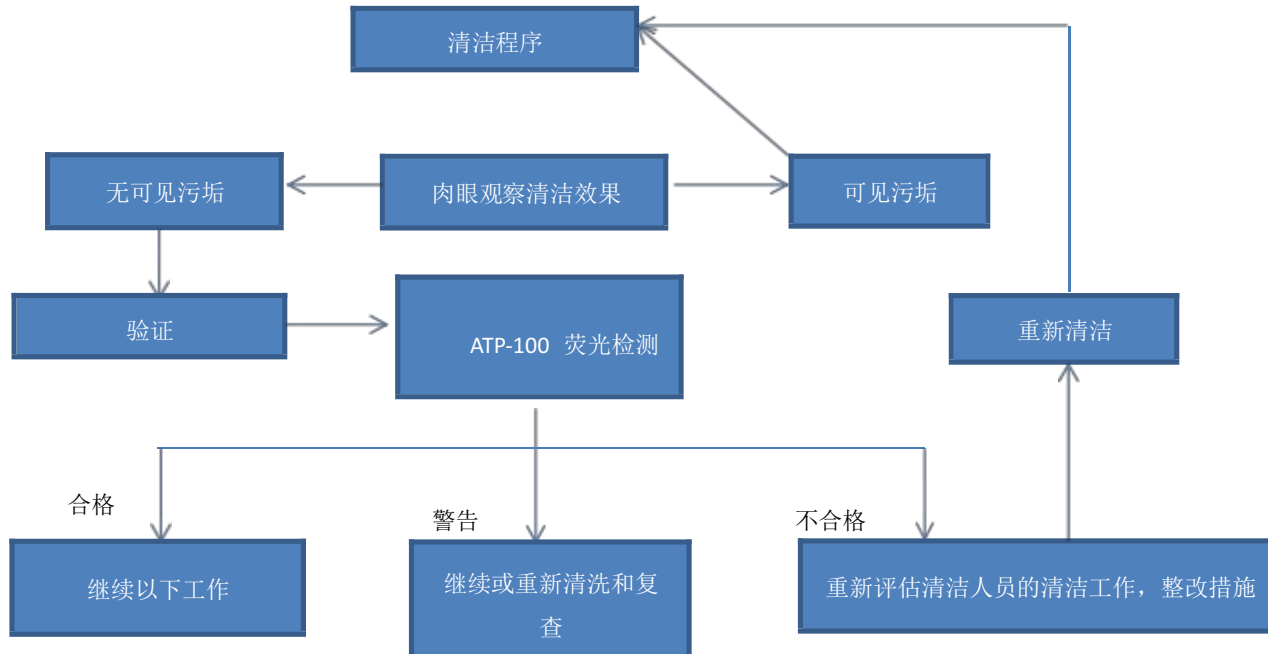 清洁程序
无可见污垢
肉眼观察清洁效果
可见污垢
验证
ATP-100 荧光检测
重新清洁
合格
警告
不合格
继续以下工作
继续或重新清洗和复
查
重新评估清洁人员的清洁工作，整改措施